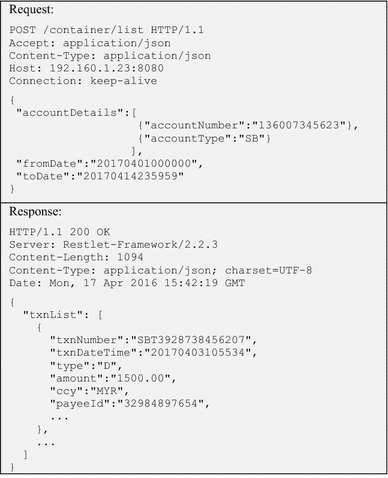 Request:
POST /container/list HTTP/1.1
Accept: application/json
Content-Type: application/json
Host: 192.160.1.23:8080
Connection: keep-alive
{
"accountDetails":[
{"accountNumber":"136007345623"},
{"accountType":"SB"}
],
"fromDate":"20170401000000",
"toDate":"20170414235959"
}
Response:
HTTP/1.1 200 OK
Server: Restlet-Framework/2.2.3
Content-Length: 1094
Content-Type: application/json; charset=UTF-8
Date: Mon, 17 Apr 2016 15:42:19 GMT
{
"txnList": [
{
"txnNumber":"SBT3928738456207",
"txnDateTime":"20170403105534",
"type":"D",
"amount":"1500.00",
"ccy":"MYR",
"payeeId":"32984897654",
...
},
...
]
}